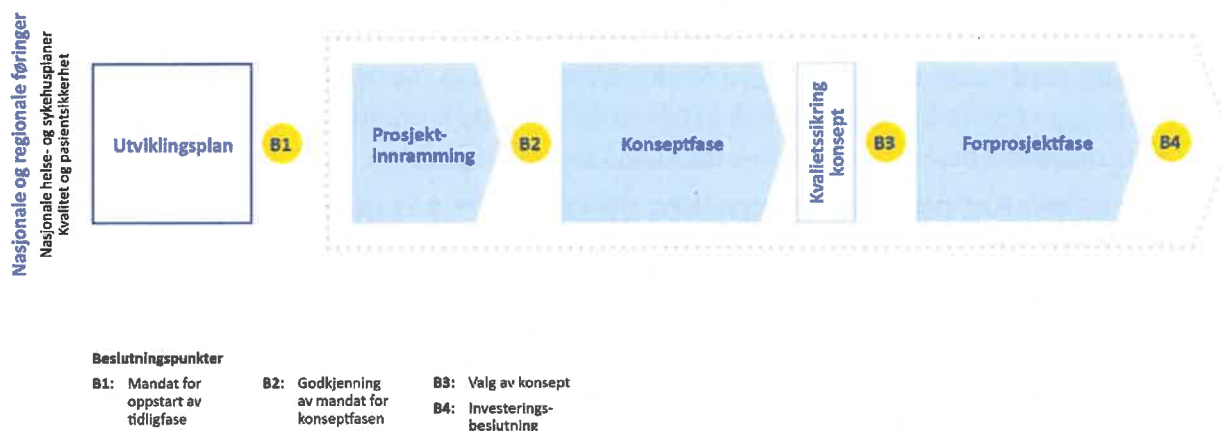 Nasjonale og regionale føringer
Nasjonale helse- og sykehusplaner
Kvalitet og pasientsikkerhet
Utviklingsplan
B1
Prosjekt-
innramming
B2
Konseptfase
Kvalietssikring
konsept
B3
Forprosjektfase
B4
Beslutningspunkter
B1: Mandat for
oppstart av
tidligfase
B2: Godkjenning
av mandat for
konseptfasen
B3: Valg av konsept
B4: Investerings-
beslutning